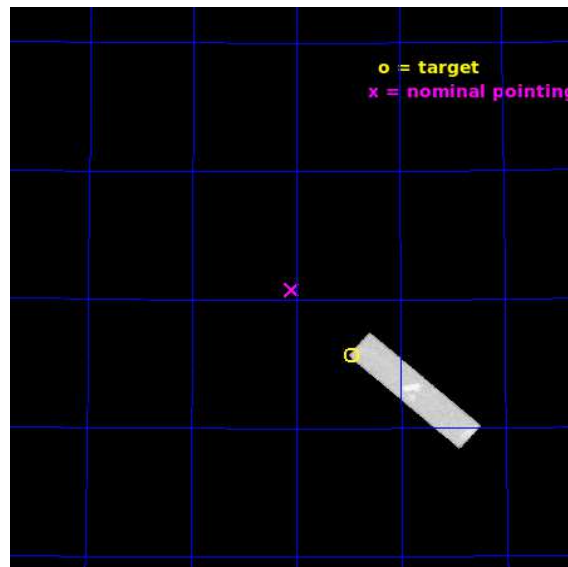 o = target
x = nominal pointing